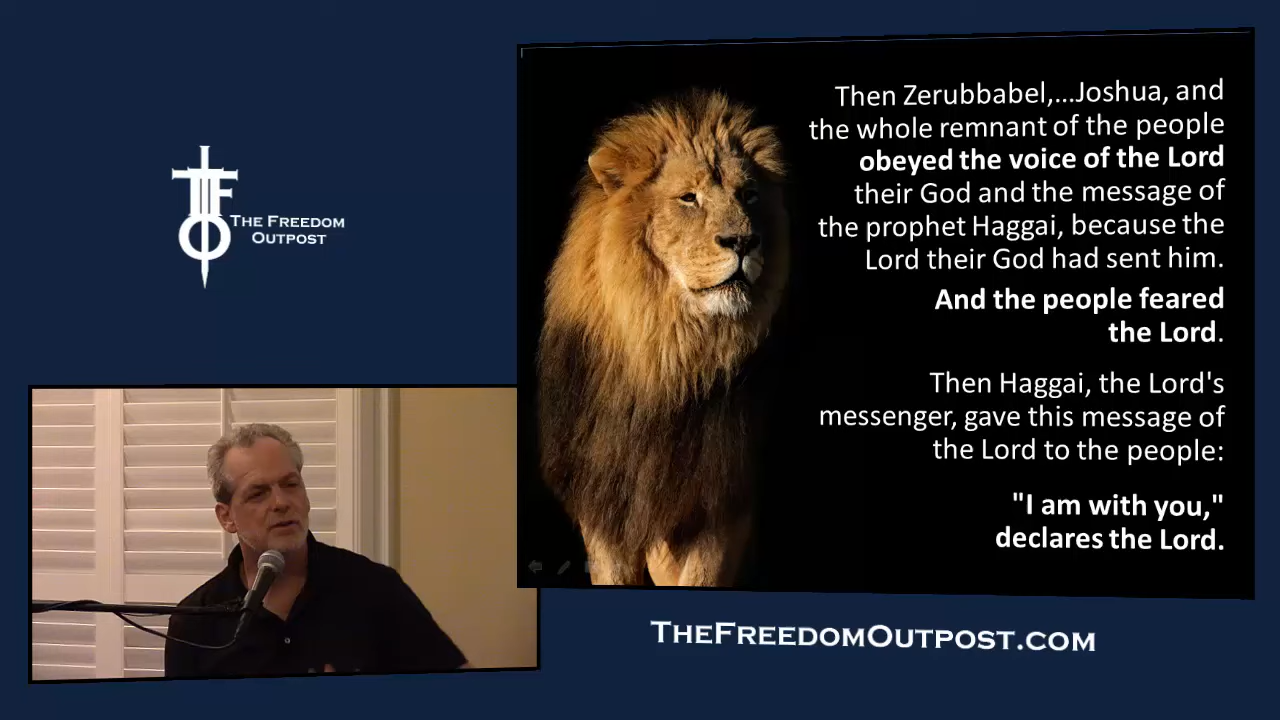 TFO
THE FREEDOM
OUTPOST
Then Zerubbabel,...Joshua, and
the whole remnant of the people
obeyed the voice of the Lord
their God and the message of
the prophet Haggai, because the
Lord their God had sent him.
And the people feared
the Lord.
Then Haggai, the Lord's
messenger, gave this message of
the Lord to the people:
"I am with you,"
declares the Lord.
THEFREEDOMOUTPOST.COM